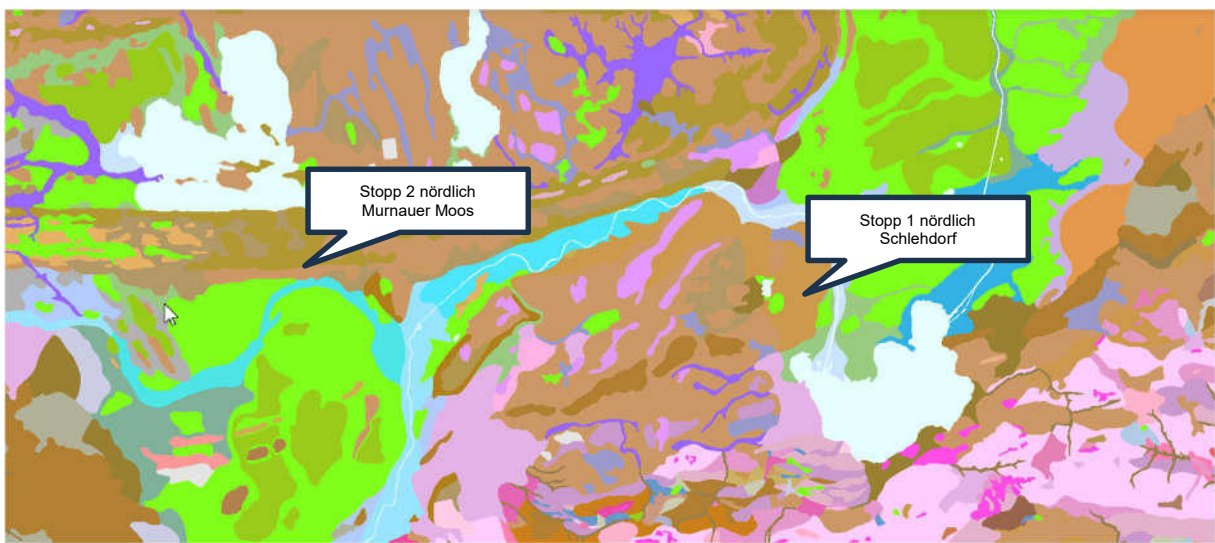 Stopp 2 nördlich
Murnauer Moos
Stopp 1 nördlich
Schlehdorf